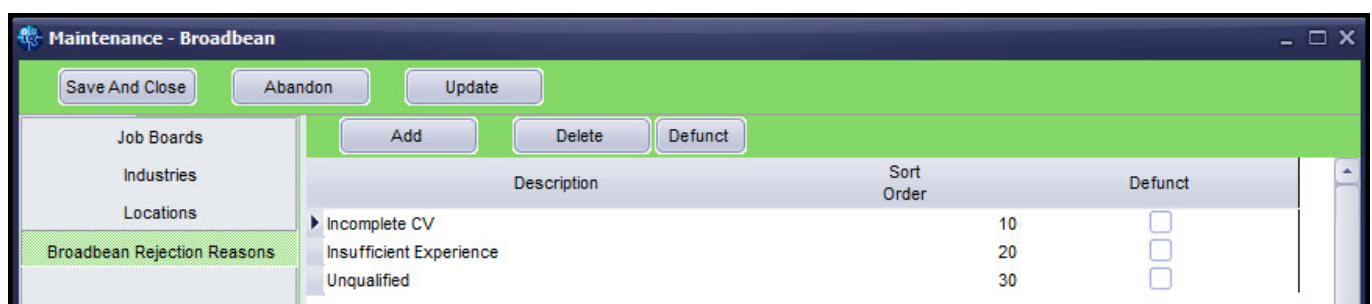 Maintenance - Broadbean
Save And Close Abandon Update
Job Boards
Industries
Locations
Broadbean Rejection Reasons
Add Delete Defunct
Description Sort Order Defunct
Incomplete CV 10
Insufficient Experience 20
Unqualified 30